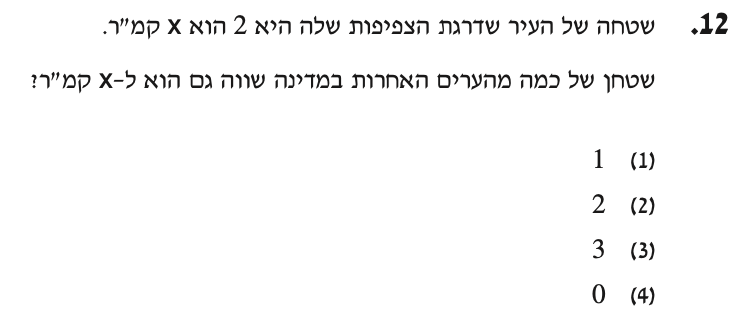 12. שטחה של העיר שדרגת הצפיפות שלה היא 2 הוא x קמ"ר.
שטחן של כמה מהערים האחרות במדינה שווה גם הוא ל-x קמ"ר?
(1) 1
(2) 2
(3) 3
(4) 0